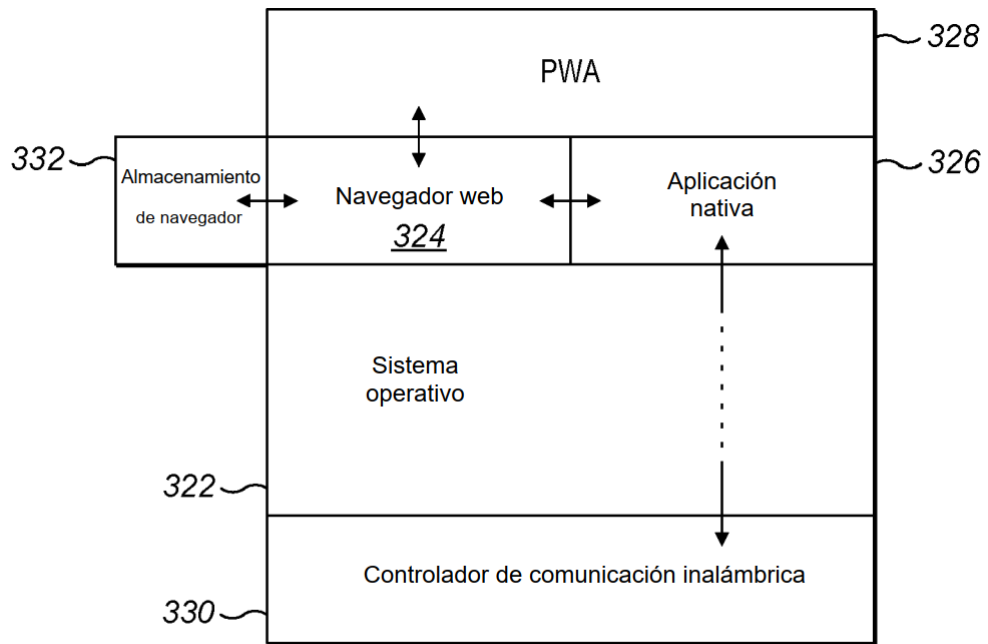 328
PWA
332
326
Almacenamiento
de navegador
Navegador web
324
Aplicación
nativa
Sistema
operativo
322
Controlador de comunicación inalámbrica
330